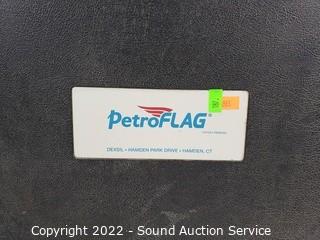 PetroFLAG®
DEXSIL • HAMDEN PARK DRIVE • HAMDEN, CT
Copyright 2022 - Sound Auction Service